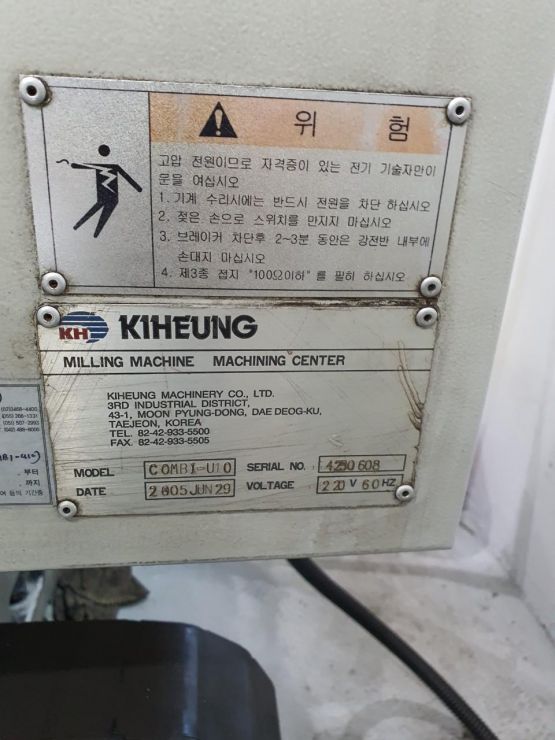 위 험
고압 전원이므로 자격증이 있는 전기 기술자만이
문을 여십시오
1. 기계 수리시에는 반드시 전원을 차단 하십시오
2. 젖은 손으로 스위치를 만지지 마십시오
3. 브레이커 차단후 2~3분 동안은 강전반 내부에
손대지 마십시오
4. 제3종 접지 "100Ω이하" 를 필히 하십시오
KH KIHEUNG
MILLING MACHINE MACHINING CENTER
KIHEUNG MACHINERY CO., LTD.
3RD INDUSTRIAL DISTRICT,
43-1, MOON PYUNG-DONG, DAE DEOG-KU,
TAEJEON, KOREA
TEL. 82-42-933-5500
FAX. 82-42-933-5505
MODEL COMBI-U10 SERIAL NO.
DATE 2005 JUN 29 VOLTAGE 220 V 60 HZ
부터
까지